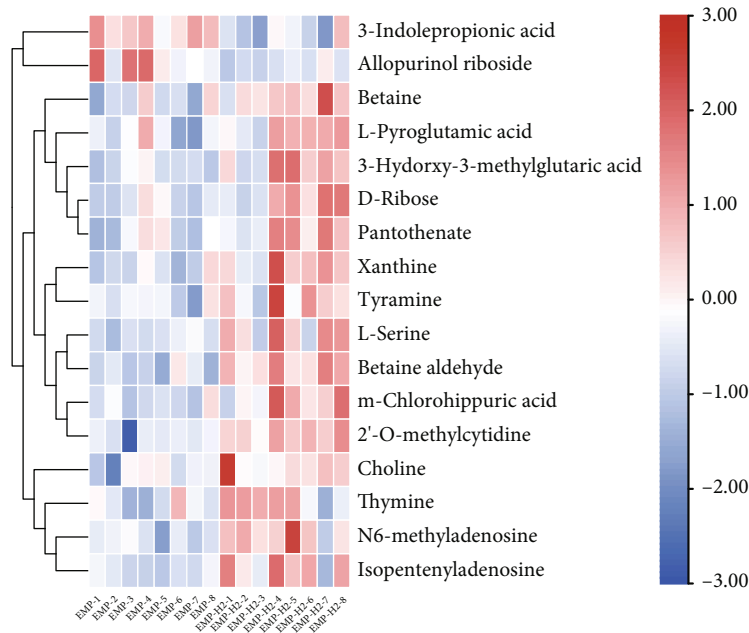 3-Indolepropionic acid
Allopurinol riboside
Betaine
L-Pyroglutamic acid
3-Hydorxy-3-methylglutaric acid
D-Ribose
Pantothenate
Xanthine
Tyramine
L-Serine
Betaine aldehyde
m-Chlorohippuric acid
2'-O-methylcytidine
Choline
Thymine
N6-methyladenosine
Isopentenyladenosine
EMP-1
EMP-2
EMP-3
EMP-4
EMP-5
EMP-6
EMP-7
EMP-8
EMP-H2-1
EMP-H2-2
EMP-H2-3
EMP-H2-4
EMP-H2-5
EMP-H2-6
EMP-H2-7
EMP-H2-8
3.00
2.00
1.00
0.00
−1.00
−2.00
−3.00